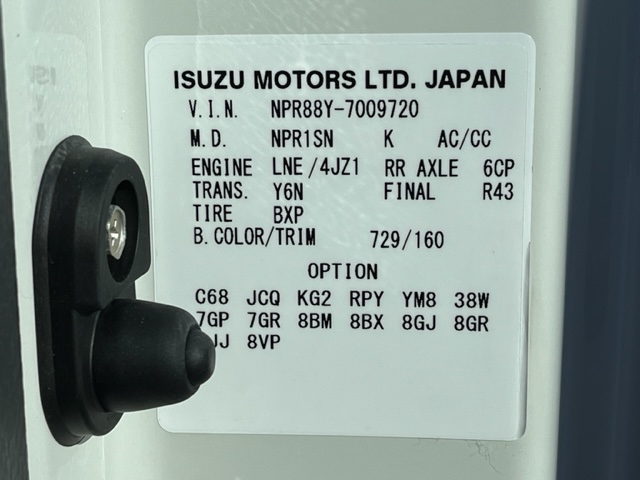 ISUZU MOTORS LTD. JAPAN
V.I.N. NPR88Y-7009720
M.D. NPR1SN K AC/CC
ENGINE LNE/4JZ1 RR AXLE 6CP
TRANS. Y6N FINAL R43
TIRE BXP
B.COLOR/TRIM 729/160
OPTION
C68 JCQ KG2 RPY YM8 38W
7GP 7GR 8BM 8BX 8GJ 8GR
8VP